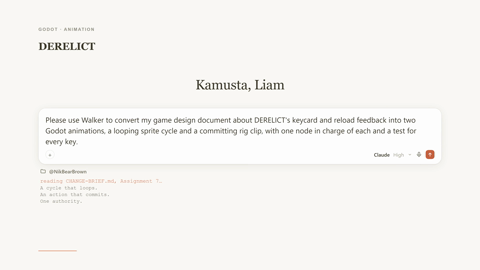 GODOT · ANIMATION
DERELICT
Kamusta, Liam
Please use Walker to convert my game design document about DERELICT's keycard and reload feedback into two
Godot animations, a looping sprite cycle and a committing rig clip, with one node in charge of each and a test for
every key.
+
Claude High
@NikBearBrown
reading CHARGE-BRIEF.md, Assignment 7…
A cycle that loops.
An action that commits.
One authority.